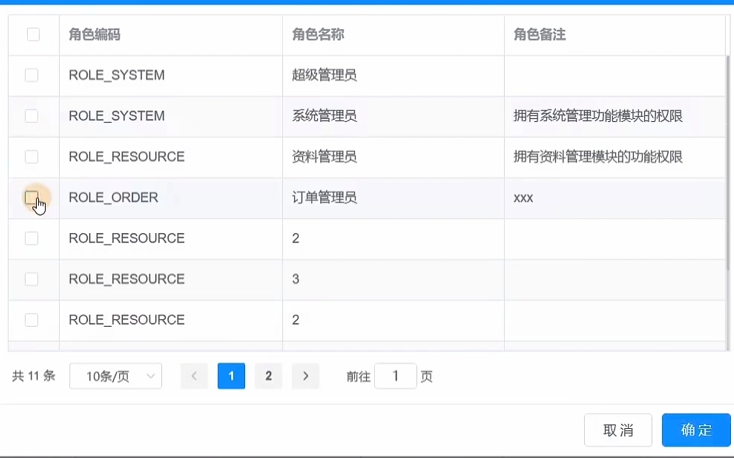 角色编码 角色名称 角色备注
ROLE_SYSTEM 超级管理员
ROLE_SYSTEM 系统管理员 拥有系统管理功能模块的权限
ROLE_RESOURCE 资料管理员 拥有资料管理模块的功能权限
ROLE_ORDER 订单管理员 xxx
ROLE_RESOURCE 2
ROLE_RESOURCE 3
ROLE_RESOURCE 2
共 11 条 10条/页 1 2 前往 1 页
取消 确定